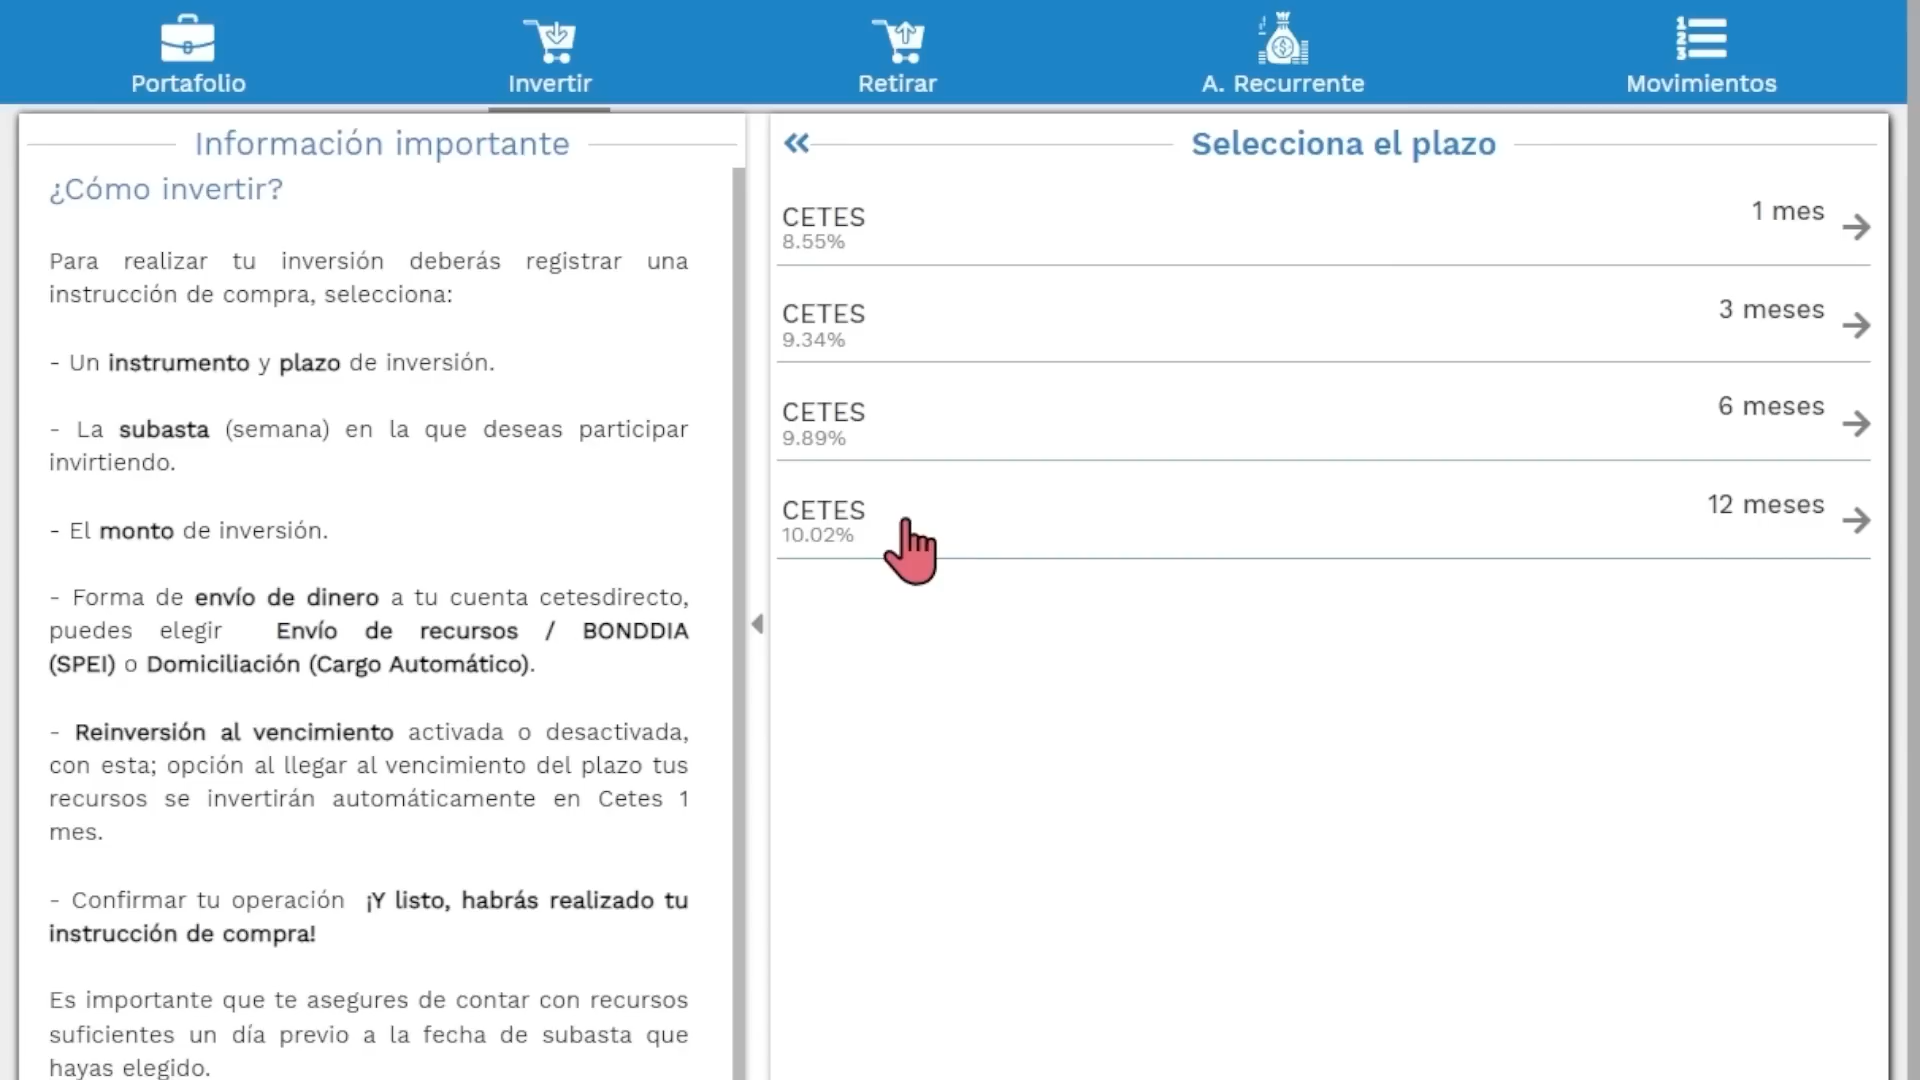 Portafolio
Invertir
Retirar
A. Recurrente
Movimientos
Información importante
¿Cómo invertir?
Para realizar tu inversión deberás registrar una
instrucción de compra, selecciona:
- Un instrumento y plazo de inversión.
- La subasta (semana) en la que deseas participar
invirtiendo.
- El monto de inversión.
- Forma de envío de dinero a tu cuenta cetesdirecto,
puedes elegir Envío de recursos / BONDDIA
(SPEI) o Domiciliación (Cargo Automático).
- Reinversión al vencimiento activada o desactivada,
con esta; opción al llegar al vencimiento del plazo tus
recursos se invertirán automáticamente en Cetes 1
mes.
- Confirmar tu operación ¡Y listo, habrás realizado tu
instrucción de compra!
Es importante que te asegures de contar con recursos
suficientes un día previo a la fecha de subasta que
hayas elegido.
Selecciona el plazo
CETES
8.55%
1 mes
CETES
9.34%
3 meses
CETES
9.89%
6 meses
CETES
10.02%
12 meses